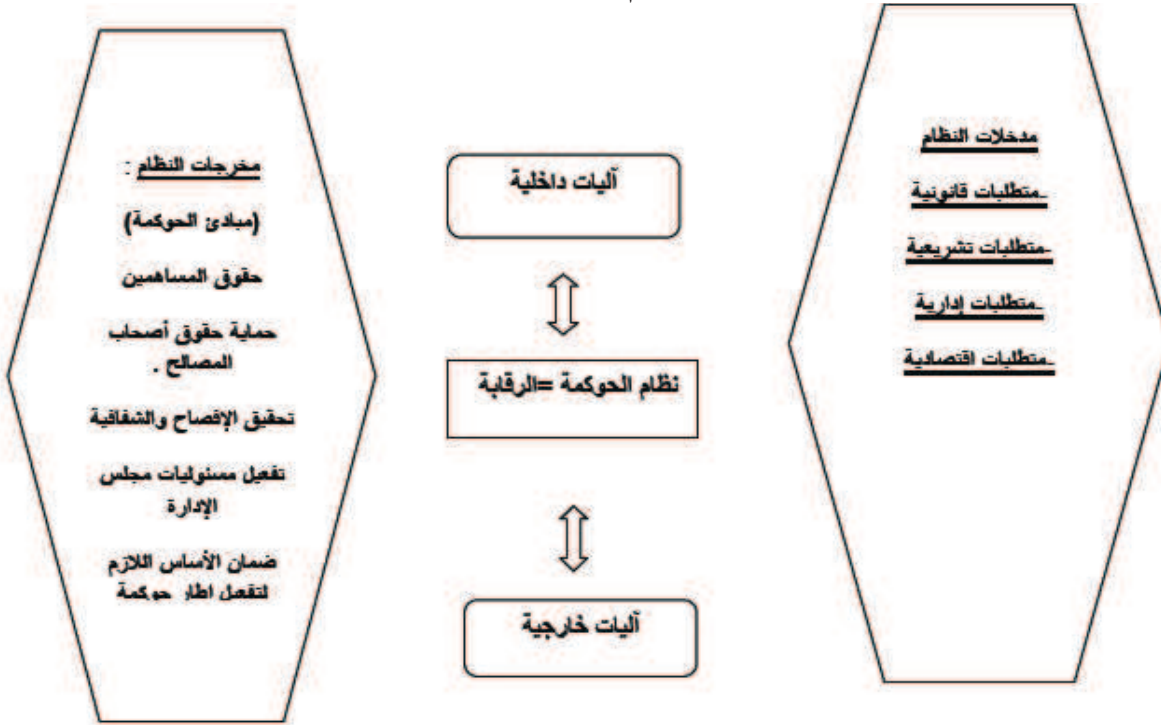 مدخلات النظام
-متطلبات قانونية
-متطلبات تشريعية
-متطلبات إدارية
-متطلبات اقتصادية
آليات داخلية
نظام الحوكمة =الرقابة
آليات خارجية
مخرجات النظام :
(مبادئ الحوكمة)
حقوق المساهمين
حماية حقوق أصحاب
المصالح .
تحقيق الإفصاح والشفافية
تفعيل مسئوليات مجلس
الإدارة
ضمان الأساس اللازم
لتفعيل اطار حوكمة